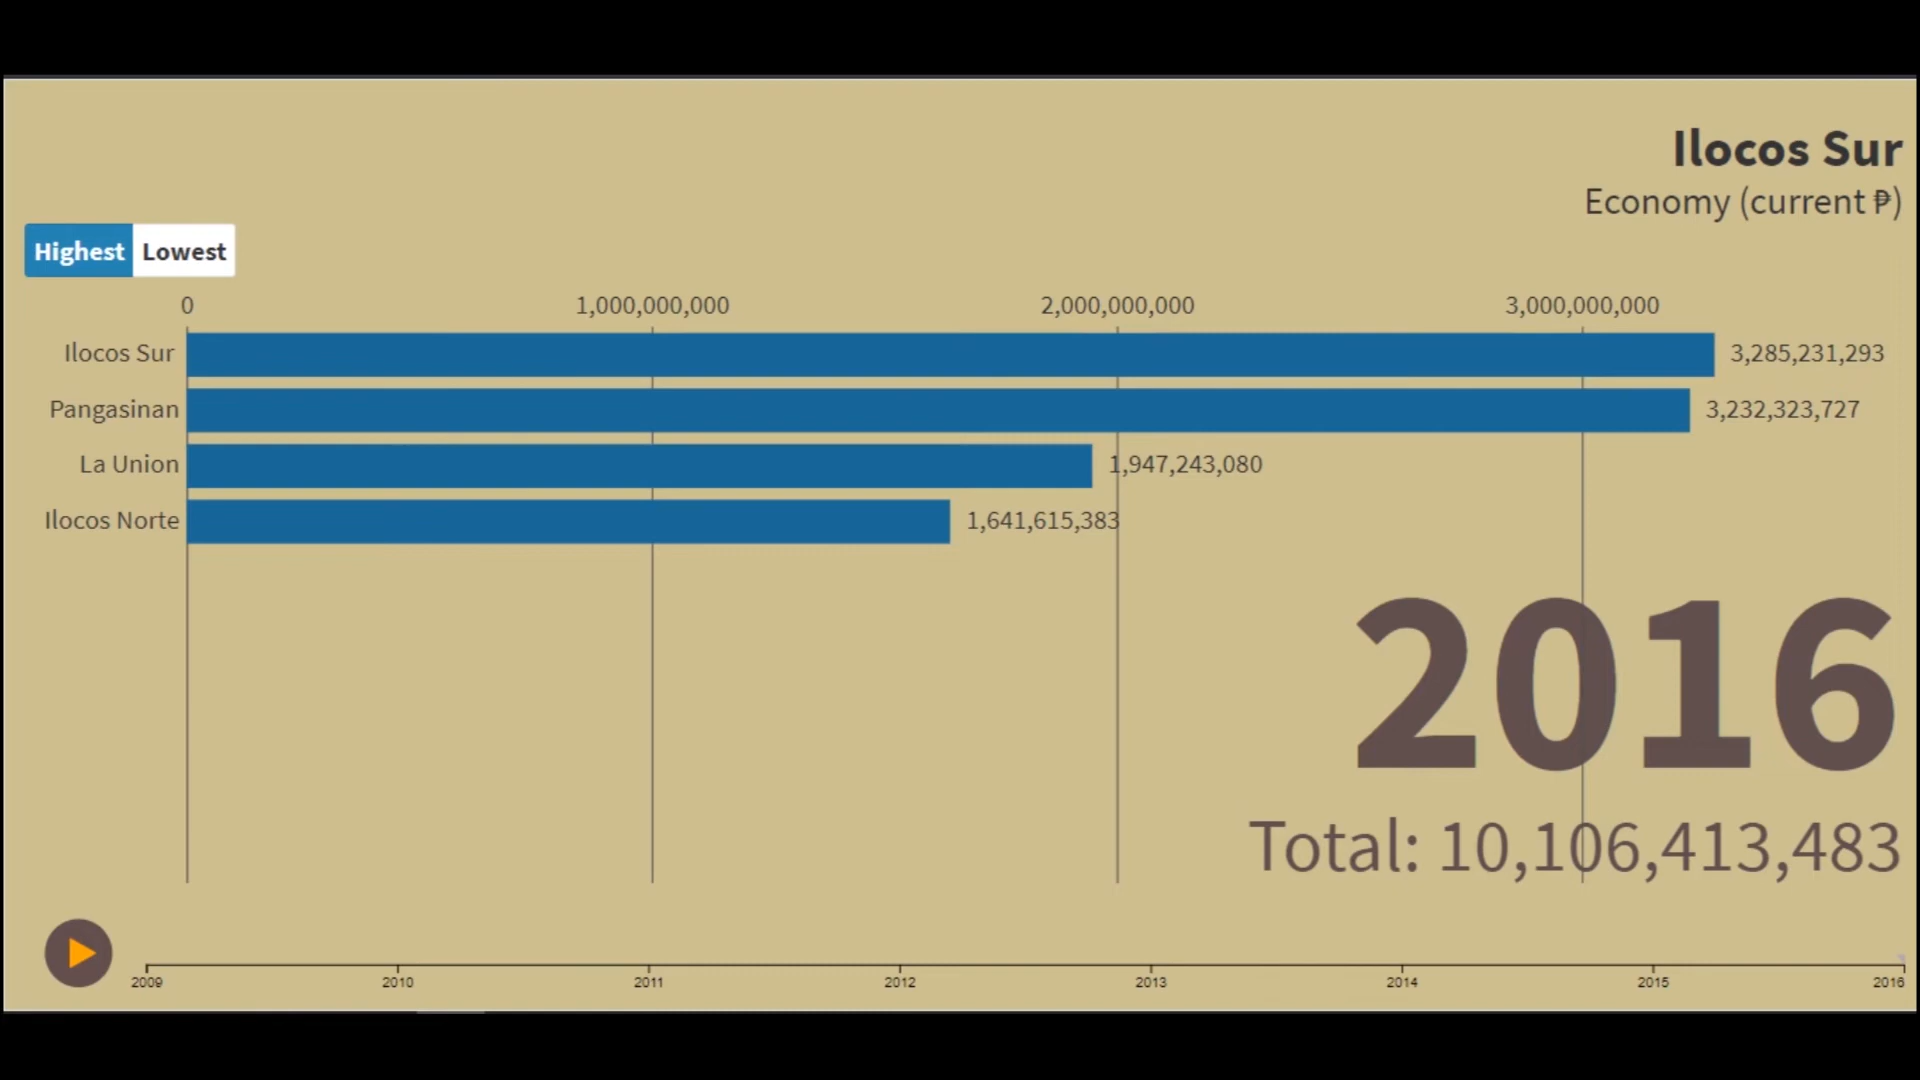 Ilocos Sur
Economy (current ₱)
Highest Lowest
0 1,000,000,000 2,000,000,000 3,000,000,000
Ilocos Sur 3,285,231,293
Pangasinan 3,232,323,727
La Union 1,947,243,080
Ilocos Norte 1,641,615,383
2016
Total: 10,106,413,483
2009 2010 2011 2012 2013 2014 2015 2016